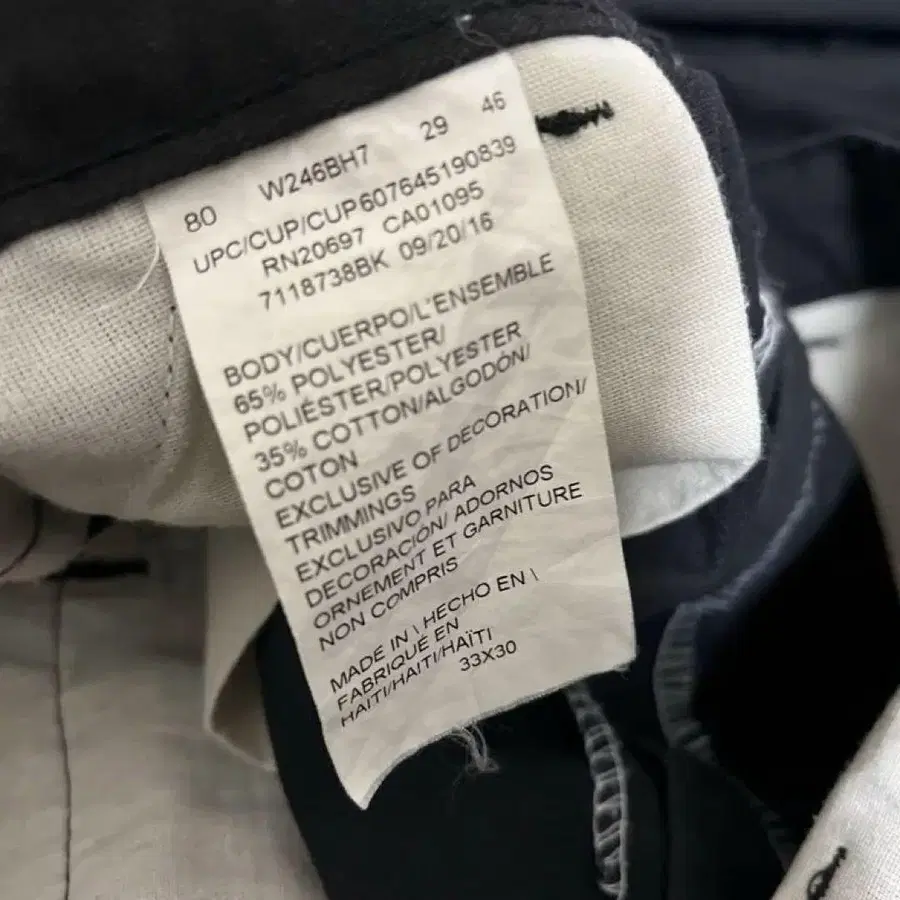 80 W246BH7 29 46
UPC/CUP/CUP607645190839
RN20697 CA01095
7118738BK 09/20/16
BODY/CUERPO/L'ENSEMBLE
65% POLYESTER/
POLIÉSTER/POLYESTER
35% COTTON/ALGODÓN/
COTON
EXCLUSIVE OF DECORATION/
TRIMMINGS
EXCLUSIVO PARA
DECORACIÓN/ ADORNOS
ORNEMENT ET GARNITURE
NON COMPRIS
MADE IN \ HECHO EN \
FABRIQUÉ EN
HAITI/HAITI/HAÏTI
33X30